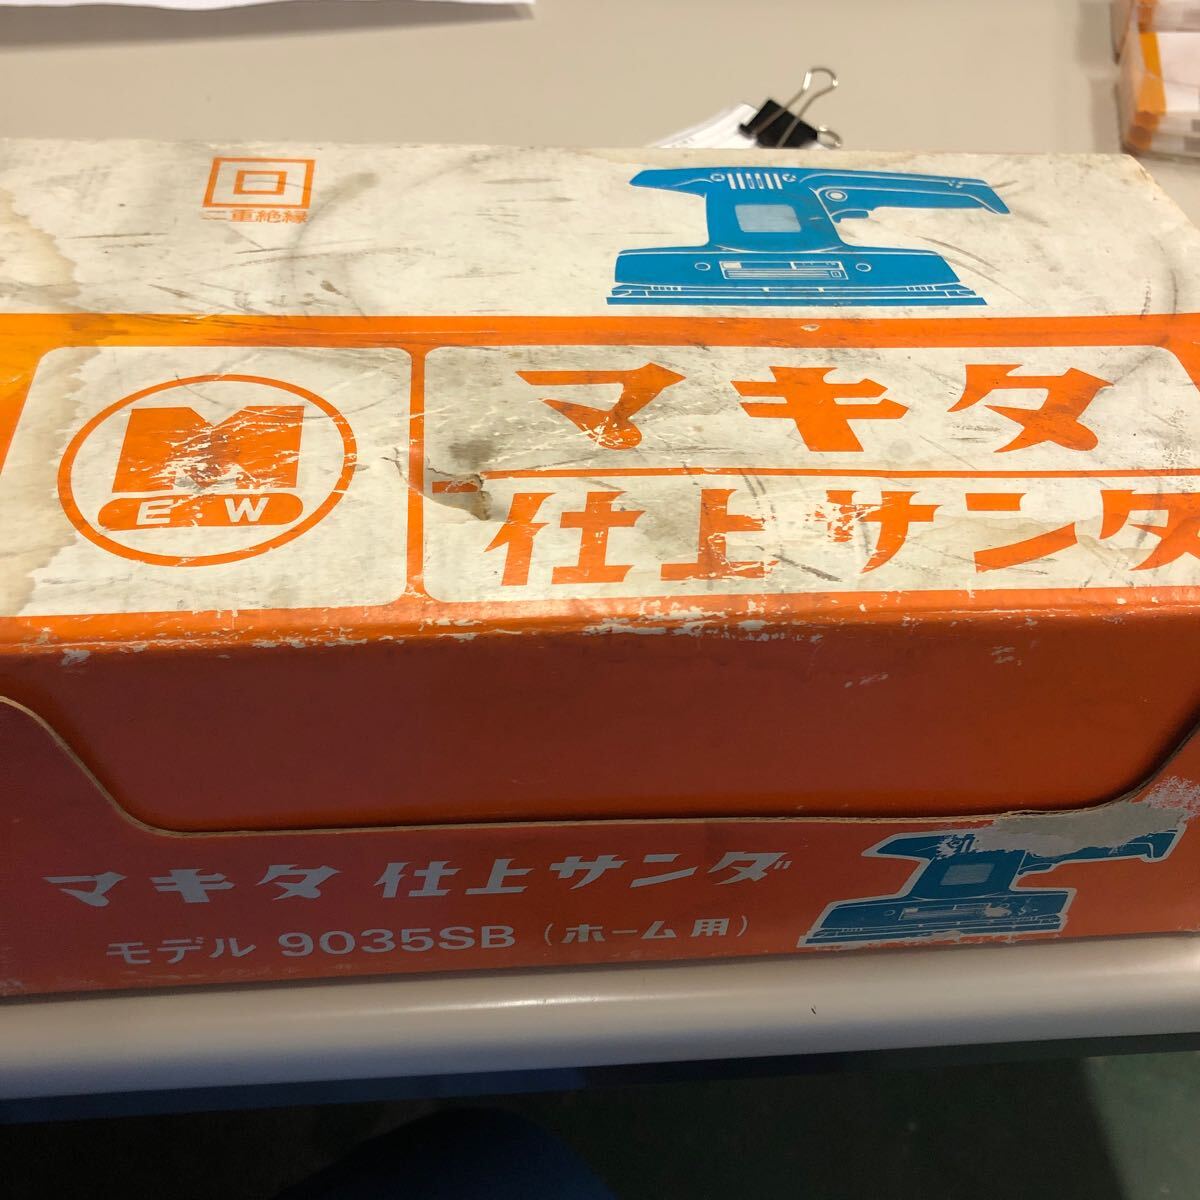 二重絶縁
M
E・W
マキタ
仕上サンダ
マキタ 仕上サンダ
モデル 9035SB (ホーム用)